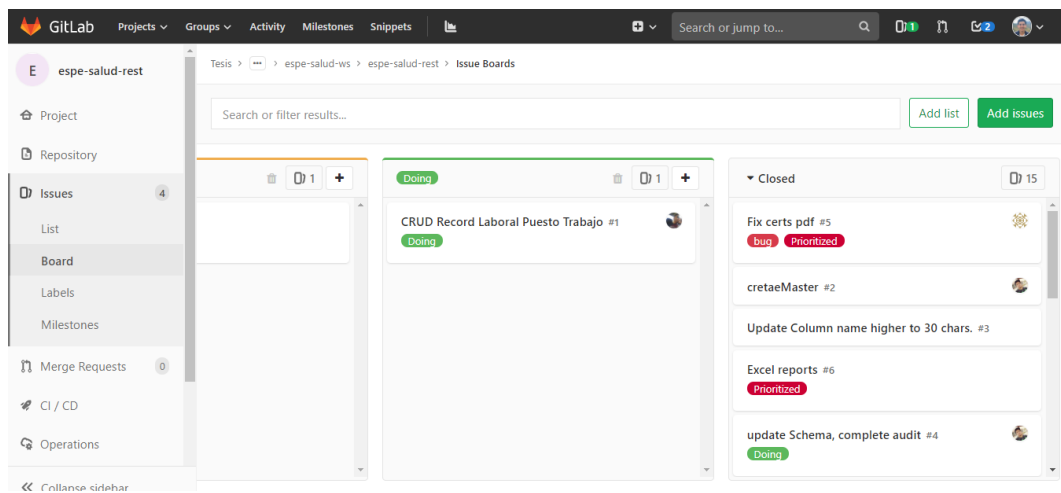 GitLab Projects Groups Activity Milestones Snippets Search or jump to... 1 2
E espe-salud-rest
Tesis > ... > espe-salud-ws > espe-salud-rest > Issue Boards
Project
Repository
Issues 4
List
Board
Labels
Milestones
Merge Requests 0
CI / CD
Operations
Collapse sidebar
Search or filter results...
Add list
Add issues
1 +
Doing 1 +
CRUD Record Laboral Puesto Trabajo #1
Doing
Closed 15
Fix certs pdf #5
bug Prioritized
cretaeMaster #2
Update Column name higher to 30 chars. #3
Excel reports #6
Prioritized
update Schema, complete audit #4
Doing